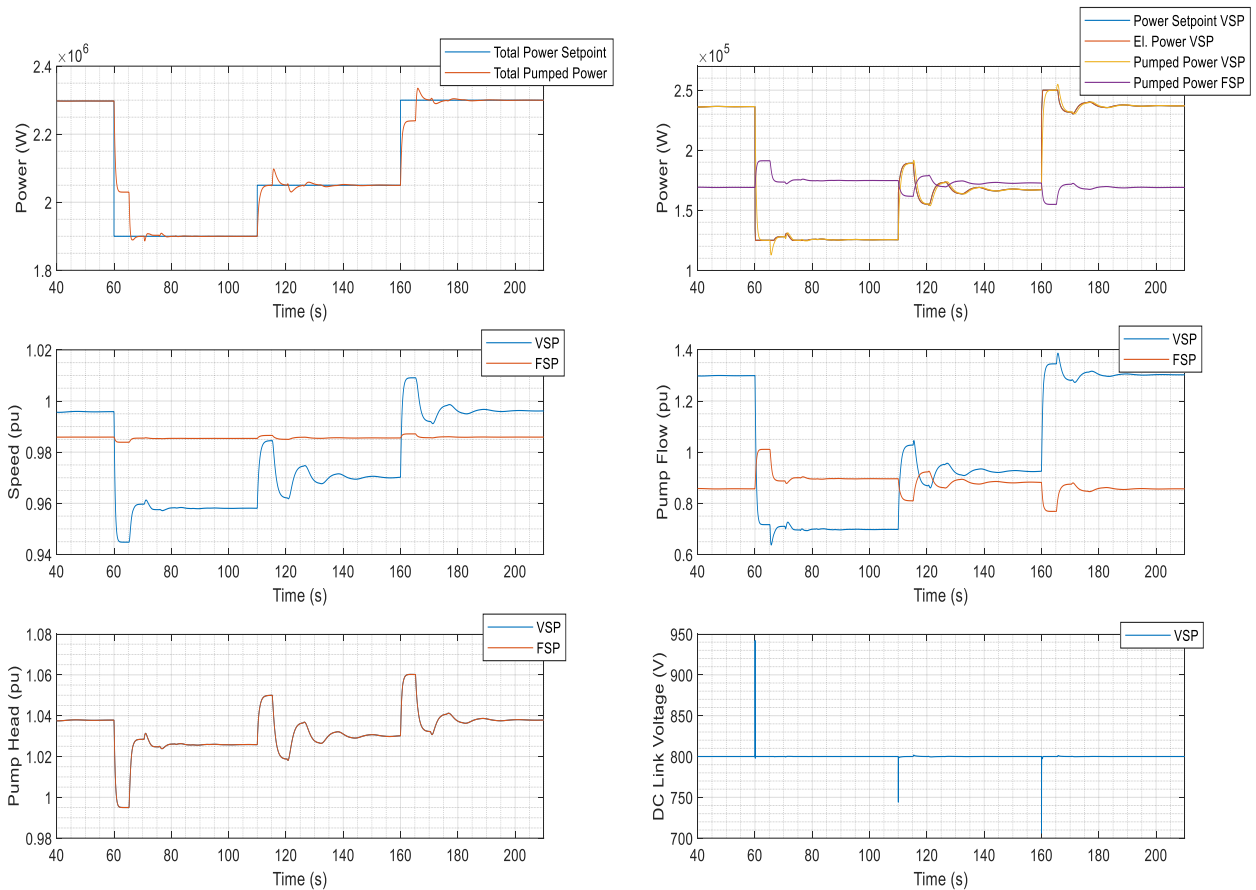 ×10⁶
Total Power Setpoint
Total Pumped Power
2.4
2.2
2
1.8
Power (W)
40 60 80 100 120 140 160 180 200
Time (s)
×10⁵
Power Setpoint VSP
El. Power VSP
Pumped Power VSP
Pumped Power FSP
2.5
2
1.5
1
Power (W)
40 60 80 100 120 140 160 180 200
Time (s)
VSP
FSP
1.02
1
0.98
0.96
0.94
Speed (pu)
40 60 80 100 120 140 160 180 200
Time (s)
VSP
FSP
1.4
1.2
1
0.8
0.6
Pump Flow (pu)
40 60 80 100 120 140 160 180 200
Time (s)
VSP
FSP
1.08
1.06
1.04
1.02
1
0.98
Pump Head (pu)
40 60 80 100 120 140 160 180 200
Time (s)
VSP
950
900
850
800
750
700
DC Link Voltage (V)
40 60 80 100 120 140 160 180 200
Time (s)